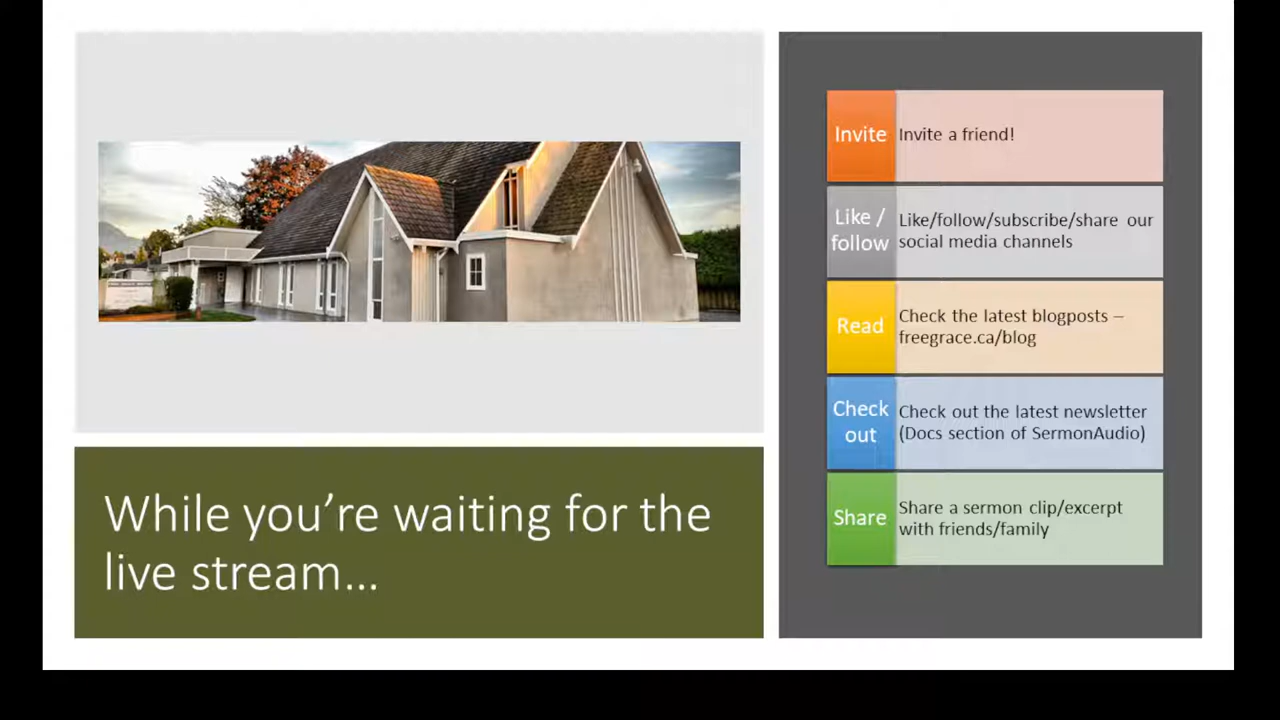 While you're waiting for the
live stream...
Invite
Invite a friend!
Like /
follow
Like/follow/subscribe/share our
social media channels
Read
Check the latest blogposts –
freegrace.ca/blog
Check
out
Check out the latest newsletter
(Docs section of SermonAudio)
Share
Share a sermon clip/excerpt
with friends/family